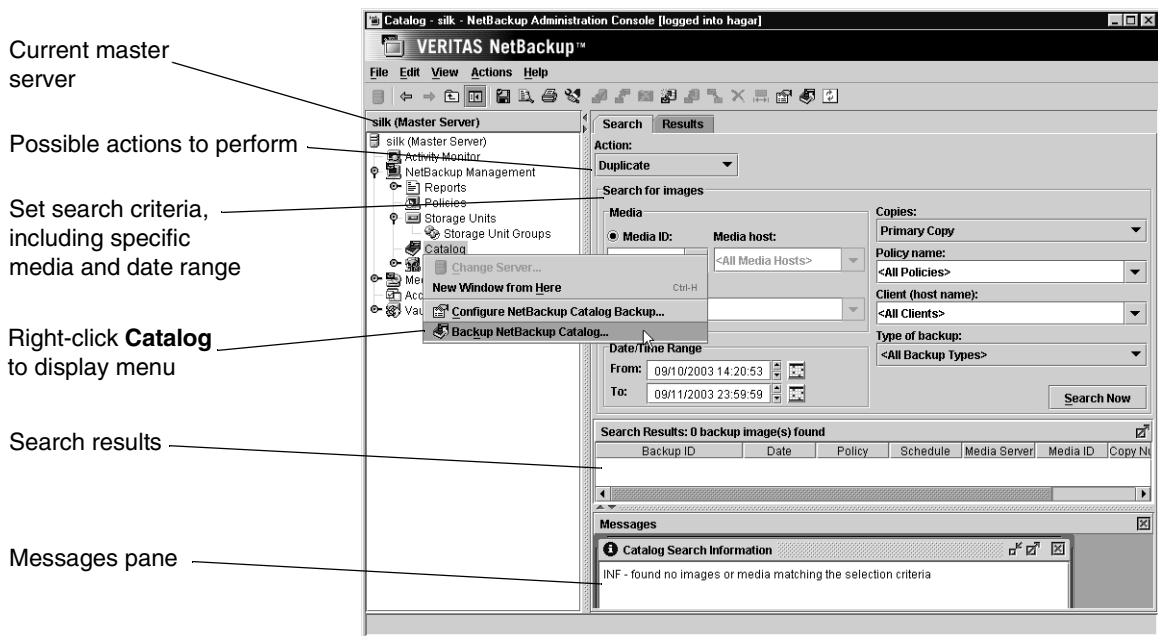 Catalog - silk - NetBackup Administration Console [logged into hagar]
VERITAS NetBackup™
File Edit View Actions Help
Current master
server
Possible actions to perform
Set search criteria,
including specific
media and date range
Right-click Catalog
to display menu
Search results
Messages pane
silk (Master Server)
silk (Master Server)
Activity Monitor
NetBackup Management
Reports
Policies
Storage Units
Storage Unit Groups
Catalog
Me
Acc
Vau
Change Server...
New Window from Here Ctrl-H
Configure NetBackup Catalog Backup...
Backup NetBackup Catalog...
Search Results
Action:
Duplicate
Search for images
Media
Media ID: Media host:
<All Media Hosts>
Date/Time Range
From: 09/10/2003 14:20:53
To: 09/11/2003 23:59:59
Copies:
Primary Copy
Policy name:
<All Policies>
Client (host name):
<All Clients>
Type of backup:
<All Backup Types>
Search Now
Search Results: 0 backup image(s) found
Backup ID Date Policy Schedule Media Server Media ID Copy Nu
Messages
Catalog Search Information
INF - found no images or media matching the selection criteria